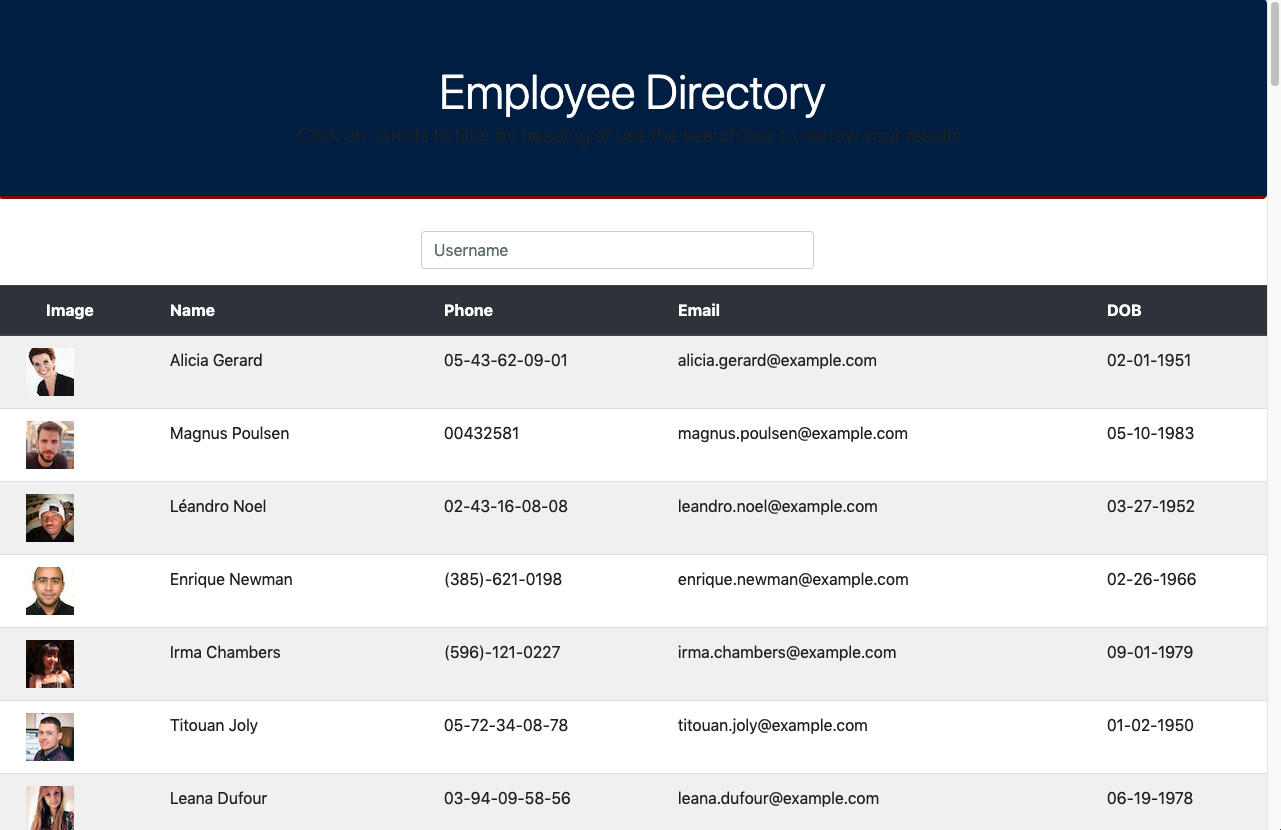 Employee Directory
Click on carrots to filter by heading of use the search box to narrow your results.
Username
Image Name Phone Email DOB
Alicia Gerard 05-43-62-09-01 alicia.gerard@example.com 02-01-1951
Magnus Poulsen 00432581 magnus.poulsen@example.com 05-10-1983
Léandro Noel 02-43-16-08-08 leandro.noel@example.com 03-27-1952
Enrique Newman (385)-621-0198 enrique.newman@example.com 02-26-1966
Irma Chambers (596)-121-0227 irma.chambers@example.com 09-01-1979
Titouan Joly 05-72-34-08-78 titouan.joly@example.com 01-02-1950
Leana Dufour 03-94-09-58-56 leana.dufour@example.com 06-19-1978